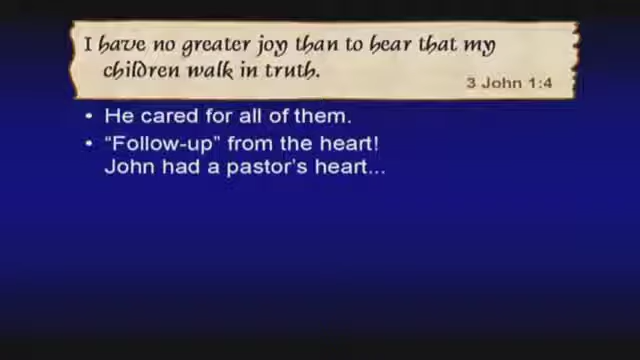 I have no greater joy than to hear that my
children walk in truth.
3 John 1:4
• He cared for all of them.
• “Follow-up” from the heart!
John had a pastor’s heart...